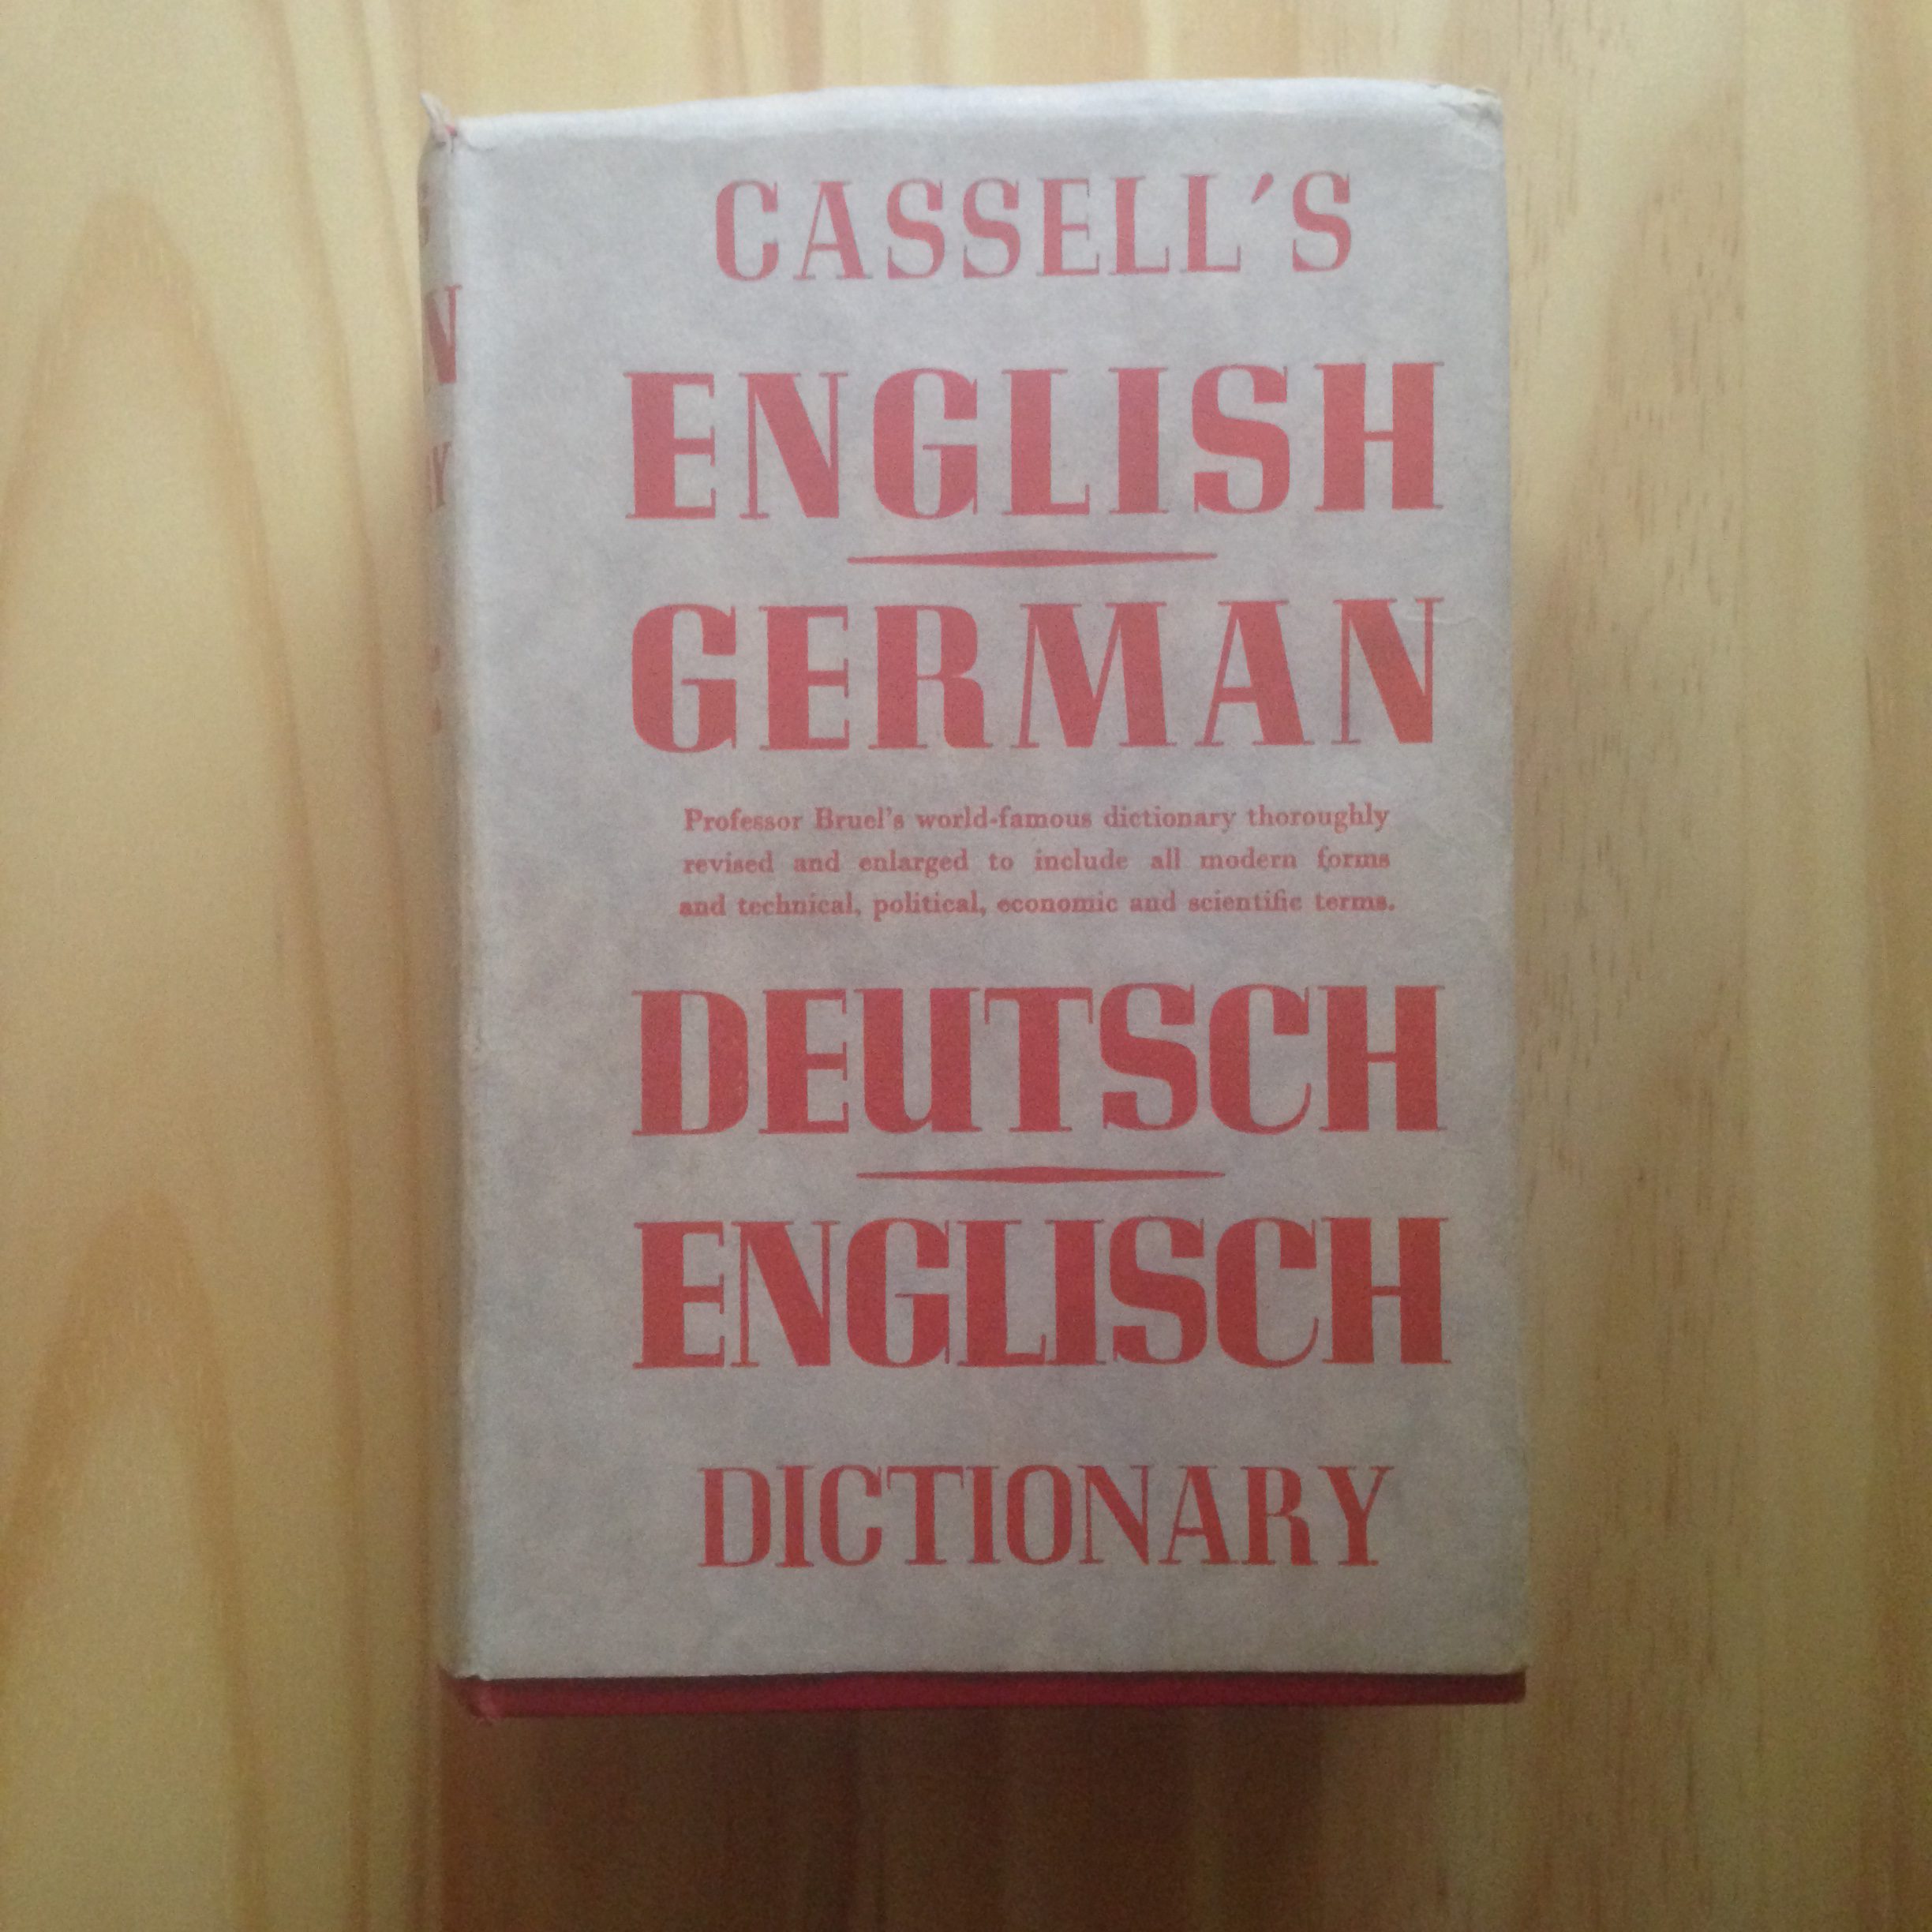 CASSELL'S
ENGLISH
GERMAN
Professor Bruel's world-famous dictionary thoroughly
revised and enlarged to include all modern forms
and technical, political, economic and scientific terms.
DEUTSCH
ENGLISCH
DICTIONARY